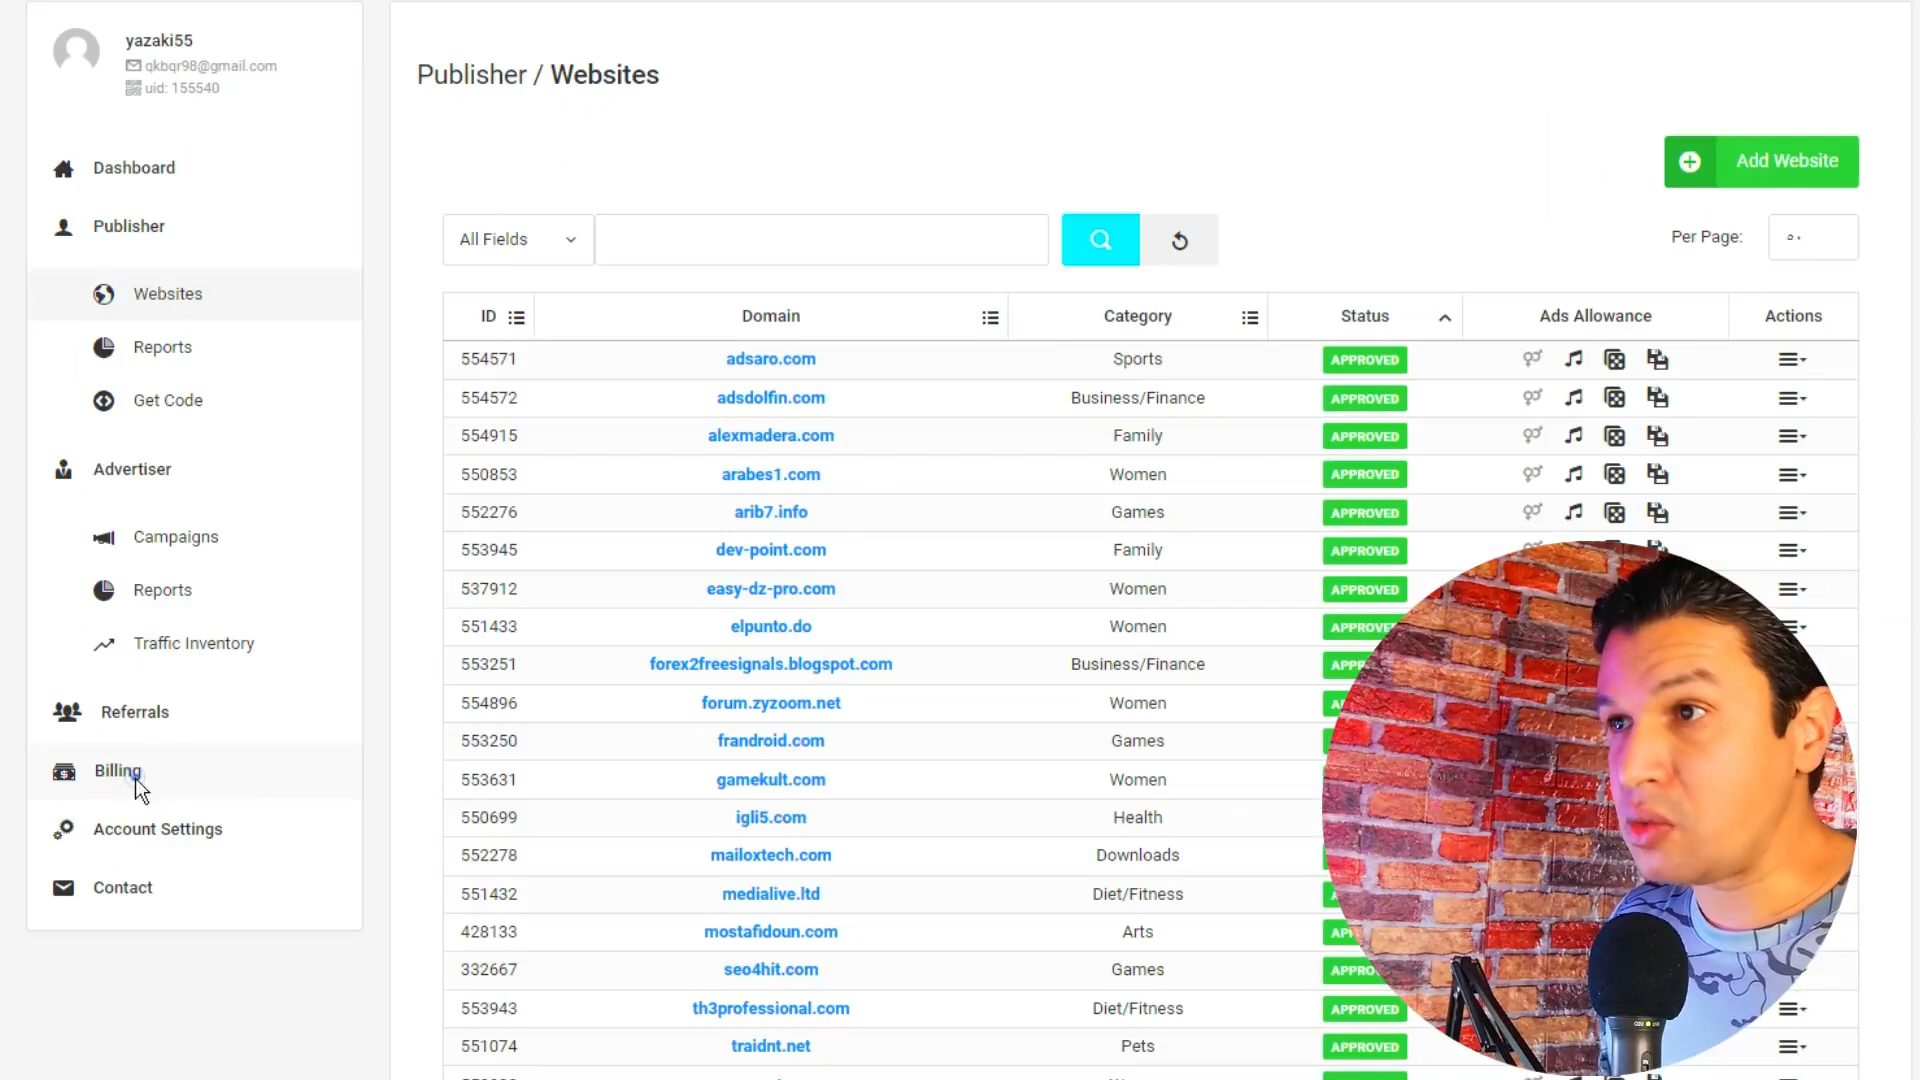 yazaki55
qkbqr98@gmail.com
uid: 155540
Dashboard
Publisher
Websites
Reports
Get Code
Advertiser
Campaigns
Reports
Traffic Inventory
Referrals
Billing
Account Settings
Contact
Publisher / Websites
Add Website
All Fields
Per Page: ٥٠
ID Domain Category Status Ads Allowance Actions
554571 adsaro.com Sports APPROVED
554572 adsdolfin.com Business/Finance APPROVED
554915 alexmadera.com Family APPROVED
550853 arabes1.com Women APPROVED
552276 arib7.info Games APPROVED
553945 dev-point.com Family APPROVED
537912 easy-dz-pro.com Women APPROVED
551433 elpunto.do Women APPROVE
553251 forex2freesignals.blogspot.com Business/Finance APPR
554896 forum.zyzoom.net Women A
553250 frandroid.com Games
553631 gamekult.com Women
550699 igli5.com Health
552278 mailoxtech.com Downloads
551432 medialive.ltd Diet/Fitness A
428133 mostafidoun.com Arts AP
332667 seo4hit.com Games APPRO
553943 th3professional.com Diet/Fitness APPROVED
551074 traidnt.net Pets APPROVED